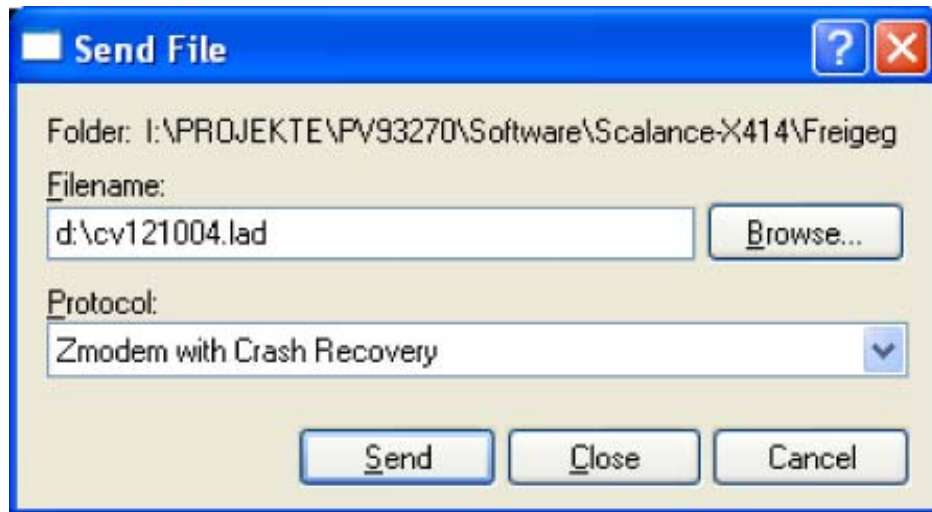 Send File
Folder: I:\PROJEKTE\PV93270\Software\Scalance-X414\Freigeg
Filename:
d:\cv121004.lad
Browse...
Protocol:
Zmodem with Crash Recovery
Send Close Cancel